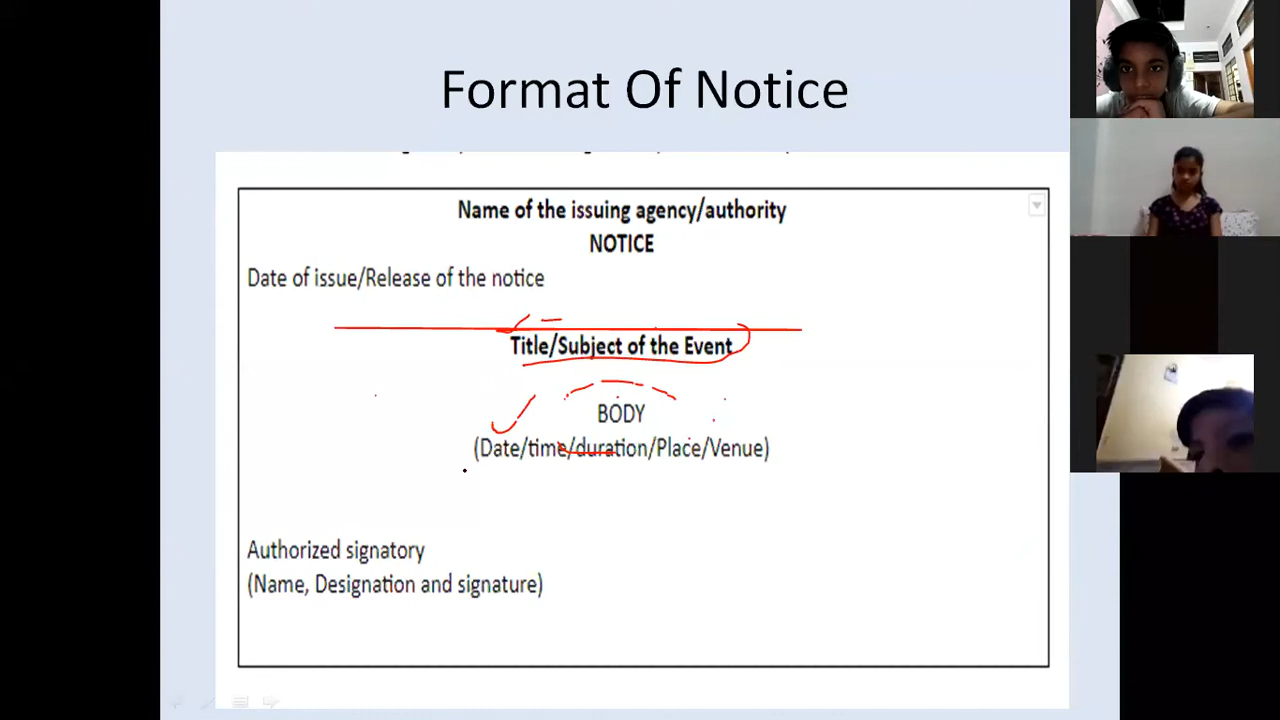 Format Of Notice
Name of the issuing agency/authority
NOTICE
Date of issue/Release of the notice
Title/Subject of the Event
BODY
(Date/time/duration/Place/Venue)
Authorized signatory
(Name, Designation and signature)